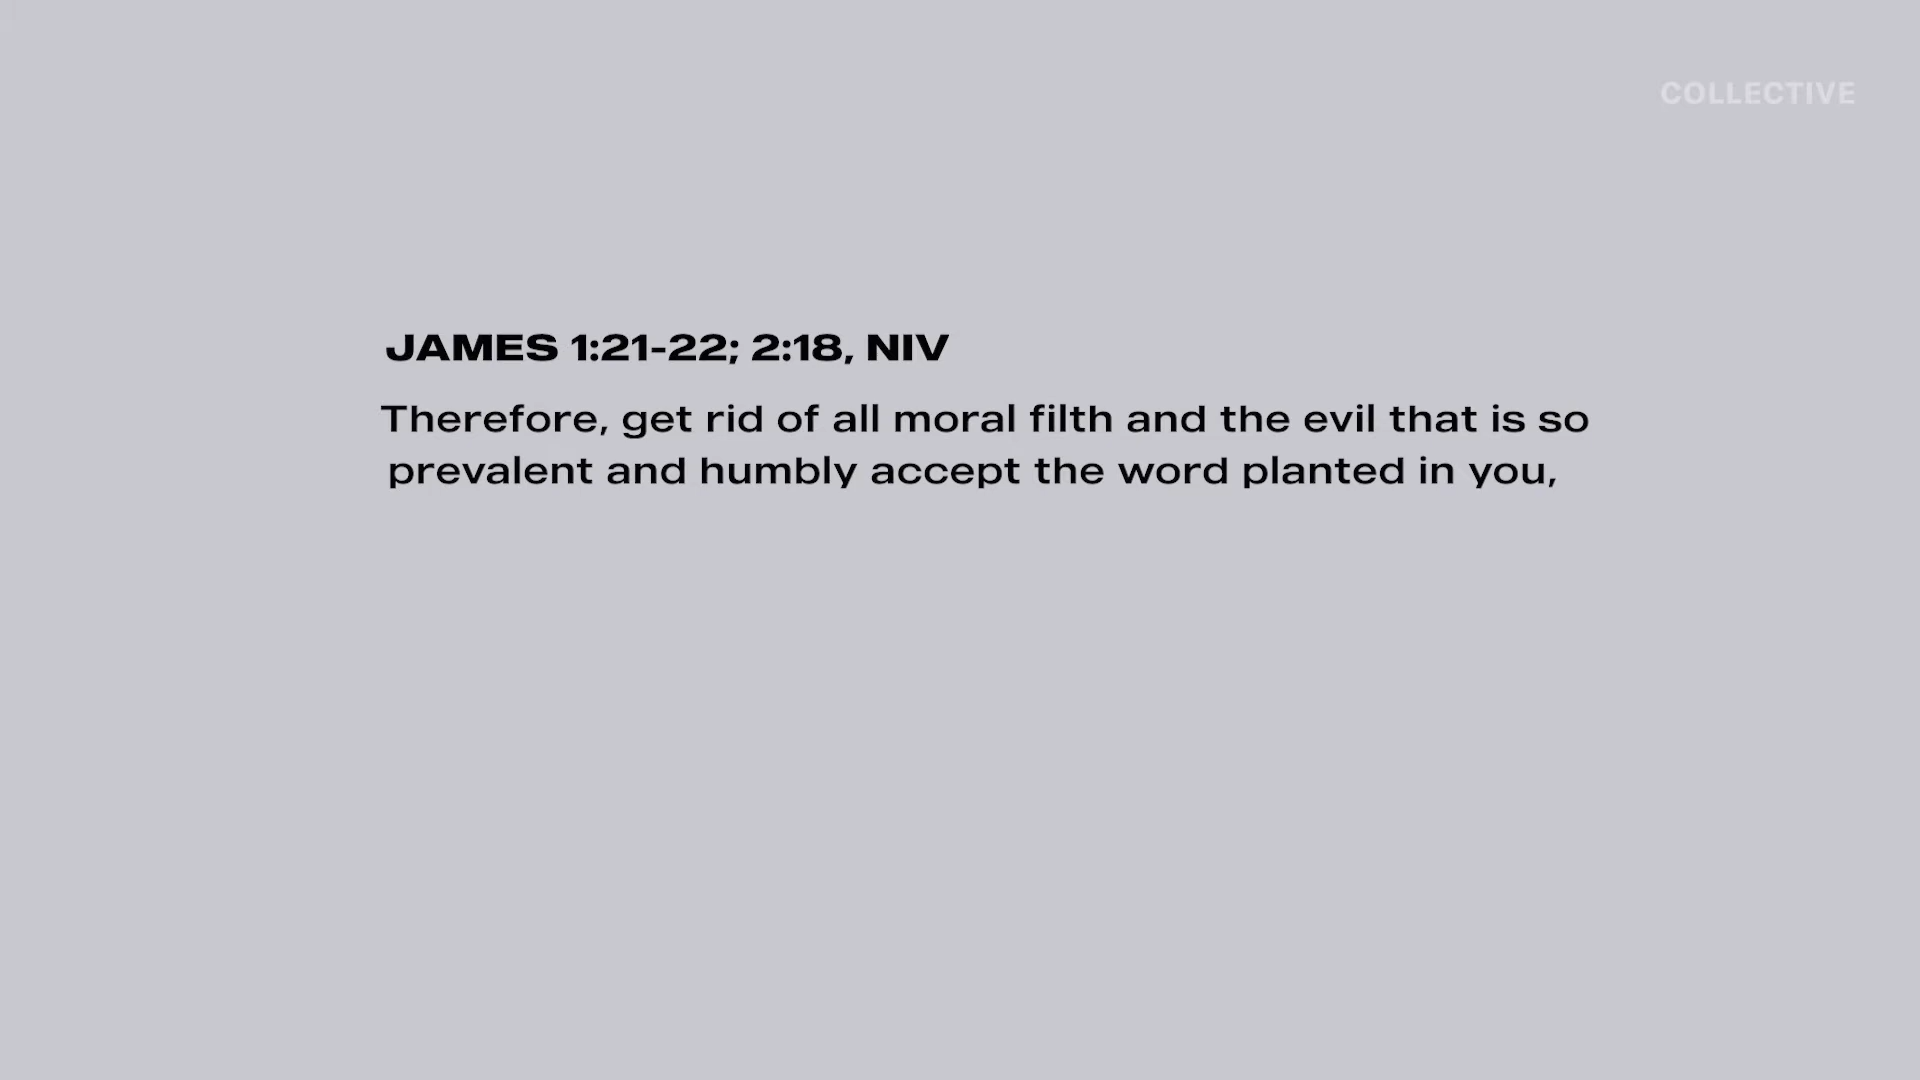 COLLECTIVE
JAMES 1:21-22; 2:18, NIV
Therefore, get rid of all moral filth and the evil that is so
prevalent and humbly accept the word planted in you,